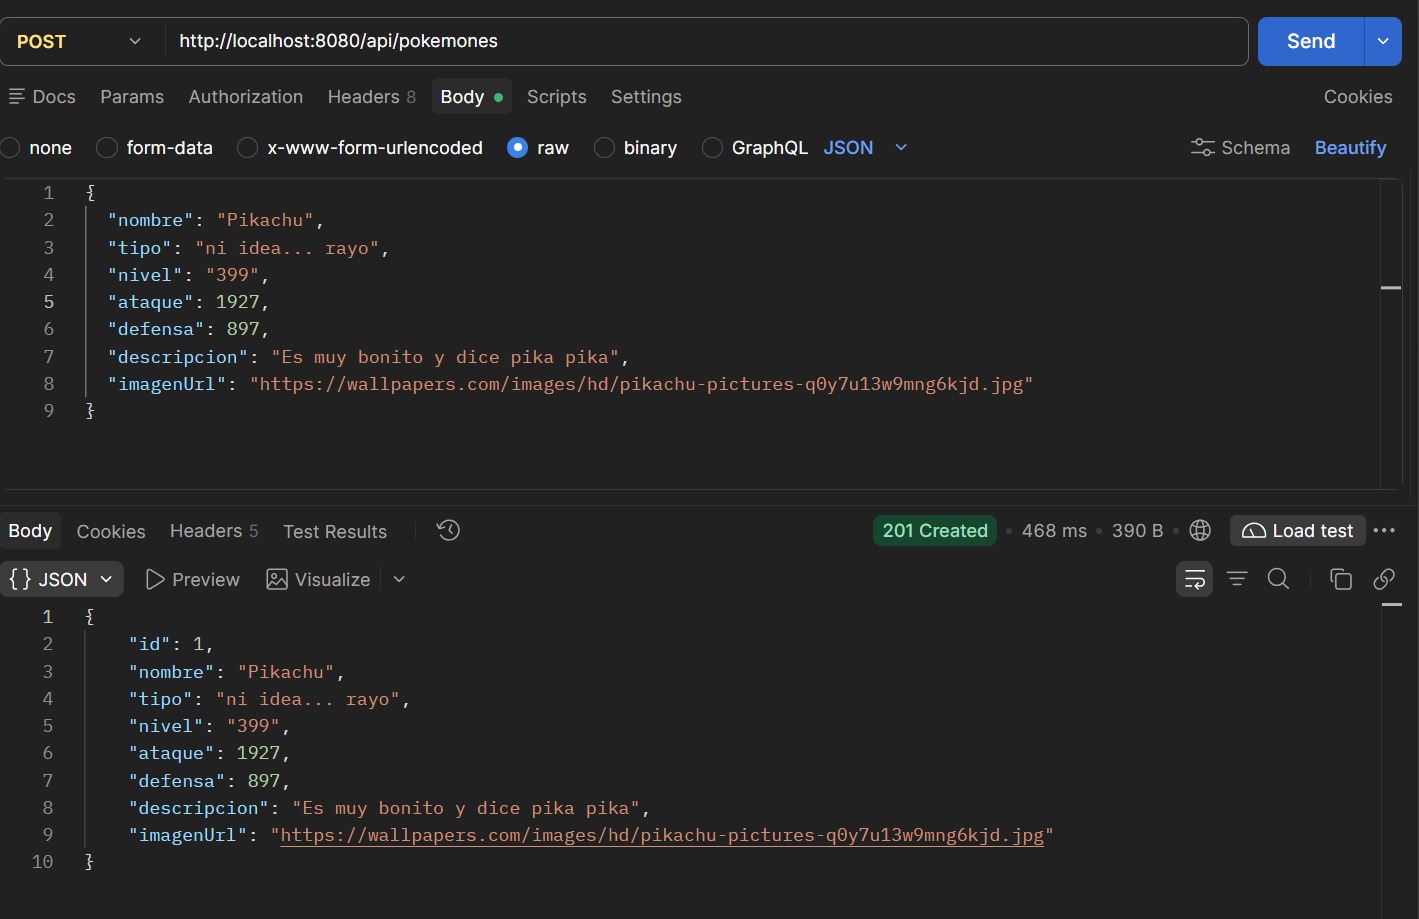 POST http://localhost:8080/api/pokemones Send
Docs Params Authorization Headers 8 Body Scripts Settings Cookies
none form-data x-www-form-urlencoded raw binary GraphQL JSON Schema Beautify
1 {
2 "nombre": "Pikachu",
3 "tipo": "ni idea... rayo",
4 "nivel": "399",
5 "ataque": 1927,
6 "defensa": 897,
7 "descripcion": "Es muy bonito y dice pika pika",
8 "imagenUrl": "https://wallpapers.com/images/hd/pikachu-pictures-q0y7u13w9mng6kjd.jpg"
9 }
Body Cookies Headers 5 Test Results 201 Created • 468 ms • 390 B • Load test
{} JSON Preview Visualize
1 {
2 "id": 1,
3 "nombre": "Pikachu",
4 "tipo": "ni idea... rayo",
5 "nivel": "399",
6 "ataque": 1927,
7 "defensa": 897,
8 "descripcion": "Es muy bonito y dice pika pika",
9 "imagenUrl": "https://wallpapers.com/images/hd/pikachu-pictures-q0y7u13w9mng6kjd.jpg"
10 }